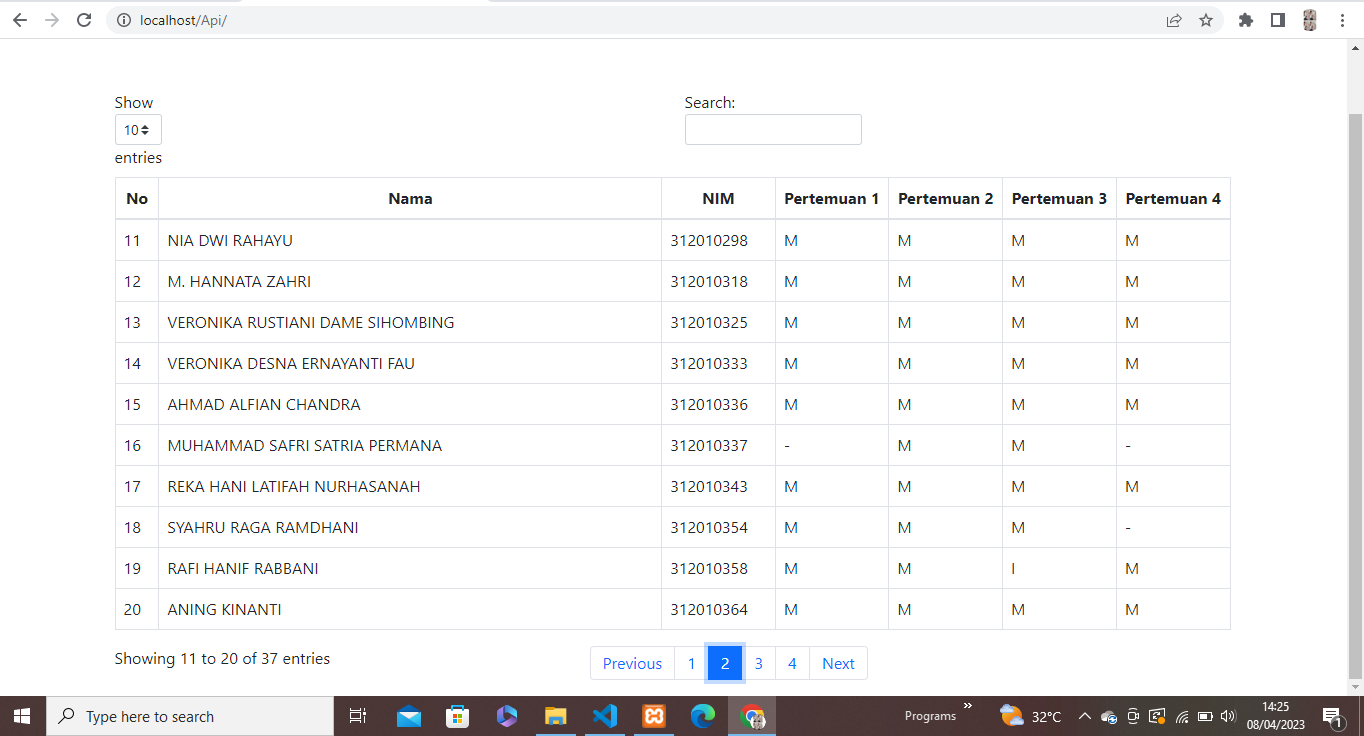 localhost/Api/
Show
10
entries
Search:
No Nama NIM Pertemuan 1 Pertemuan 2 Pertemuan 3 Pertemuan 4
11 NIA DWI RAHAYU 312010298 M M M M
12 M. HANNATA ZAHRI 312010318 M M M M
13 VERONIKA RUSTIANI DAME SIHOMBING 312010325 M M M M
14 VERONIKA DESNA ERNAYANTI FAU 312010333 M M M M
15 AHMAD ALFIAN CHANDRA 312010336 M M M M
16 MUHAMMAD SAFRI SATRIA PERMANA 312010337 - M M -
17 REKA HANI LATIFAH NURHASANAH 312010343 M M M M
18 SYAHRU RAGA RAMDHANI 312010354 M M M -
19 RAFI HANIF RABBANI 312010358 M M I M
20 ANING KINANTI 312010364 M M M M
Showing 11 to 20 of 37 entries
Previous 1 2 3 4 Next
Type here to search
Programs
32°C
14:25
08/04/2023
1